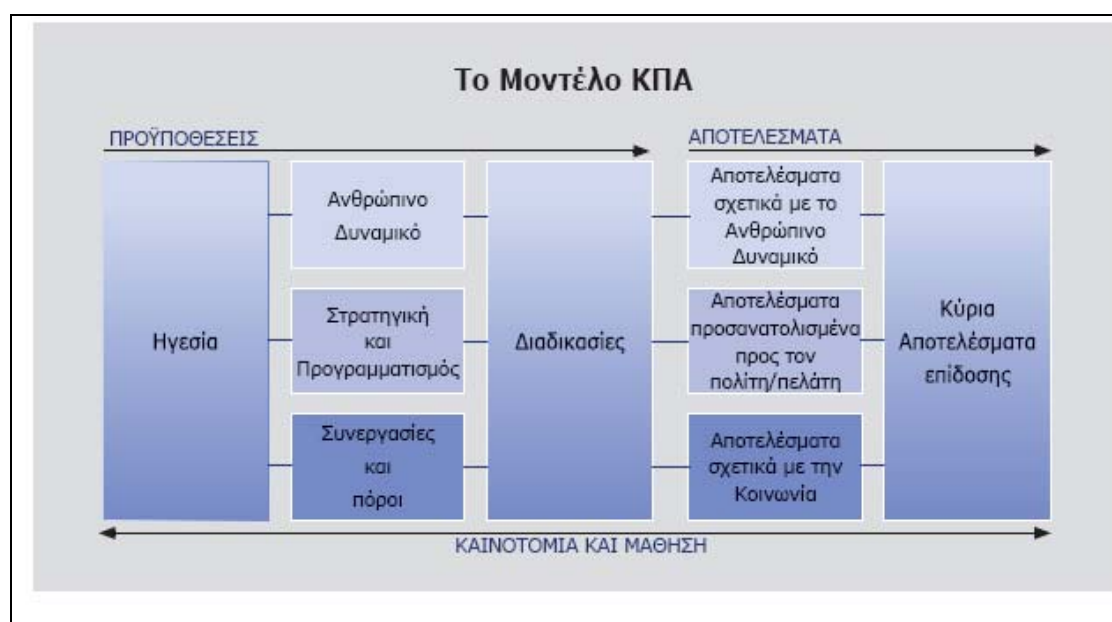 Το Μοντέλο ΚΠΑ
ΠΡΟΫΠΟΘΕΣΕΙΣ
ΑΠΟΤΕΛΕΣΜΑΤΑ
Ηγεσία
Ανθρώπινο
Δυναμικό
Στρατηγική
και
Προγραμματισμός
Συνεργασίες
και
πόροι
Διαδικασίες
Αποτελέσματα
σχετικά με το
Ανθρώπινο
Δυναμικό
Αποτελέσματα
προσανατολισμένα
προς τον
πολίτη/πελάτη
Αποτελέσματα
σχετικά με την
Κοινωνία
Κύρια
Αποτελέσματα
επίδοσης
ΚΑΙΝΟΤΟΜΙΑ ΚΑΙ ΜΑΘΗΣΗ